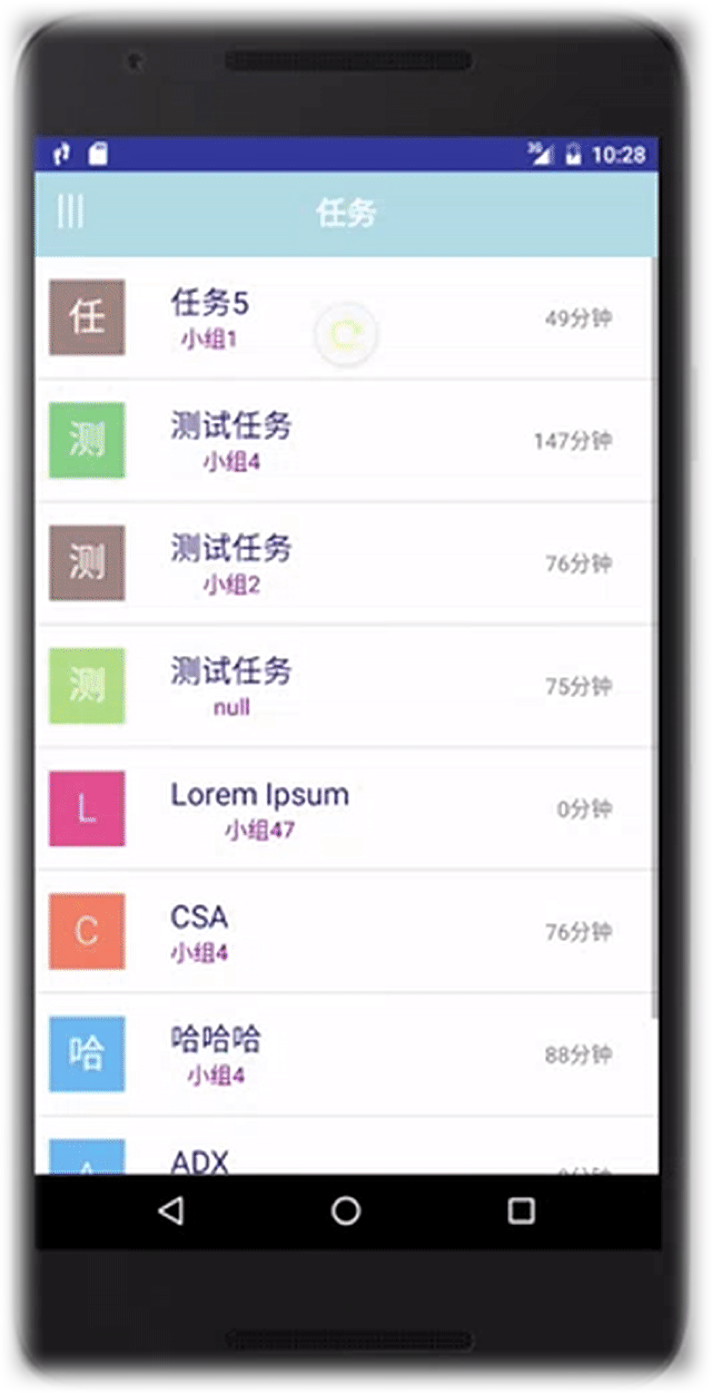 3G 10:28
任务
任
任务5
小组1
49分钟
测
测试任务
小组4
147分钟
测
测试任务
小组2
76分钟
测
测试任务
null
75分钟
L
Lorem Ipsum
小组47
0分钟
C
CSA
小组4
76分钟
哈
哈哈哈
小组4
88分钟
ADX